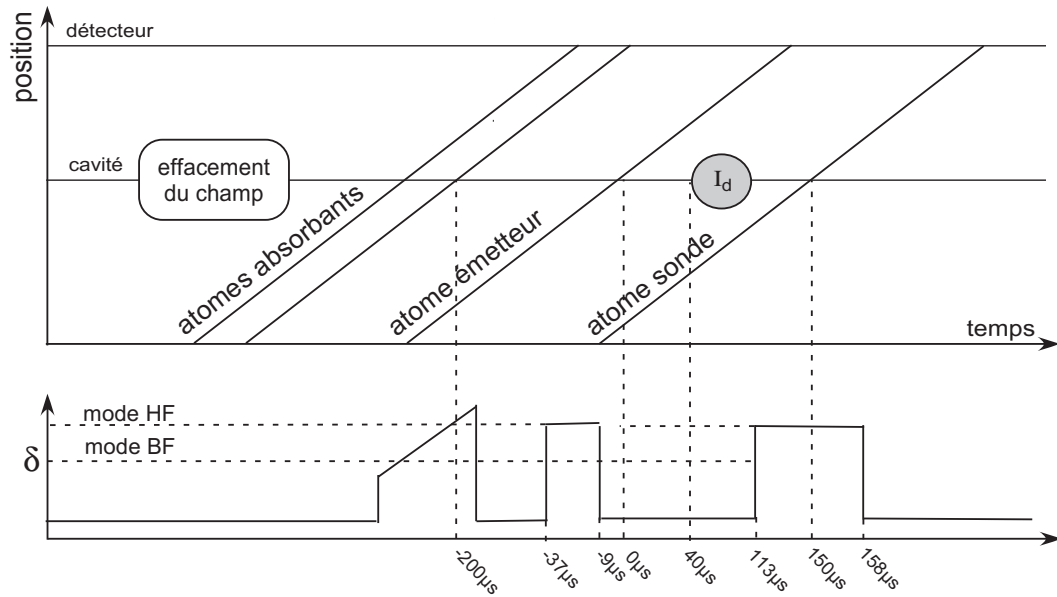 position
détecteur
cavité
effacement
du champ
atomes absorbants
atome émetteur
atome sonde
I_d
temps
mode HF
mode BF
δ
-200µs
-37µs
-9µs
0µs
40µs
113µs
150µs
158µs